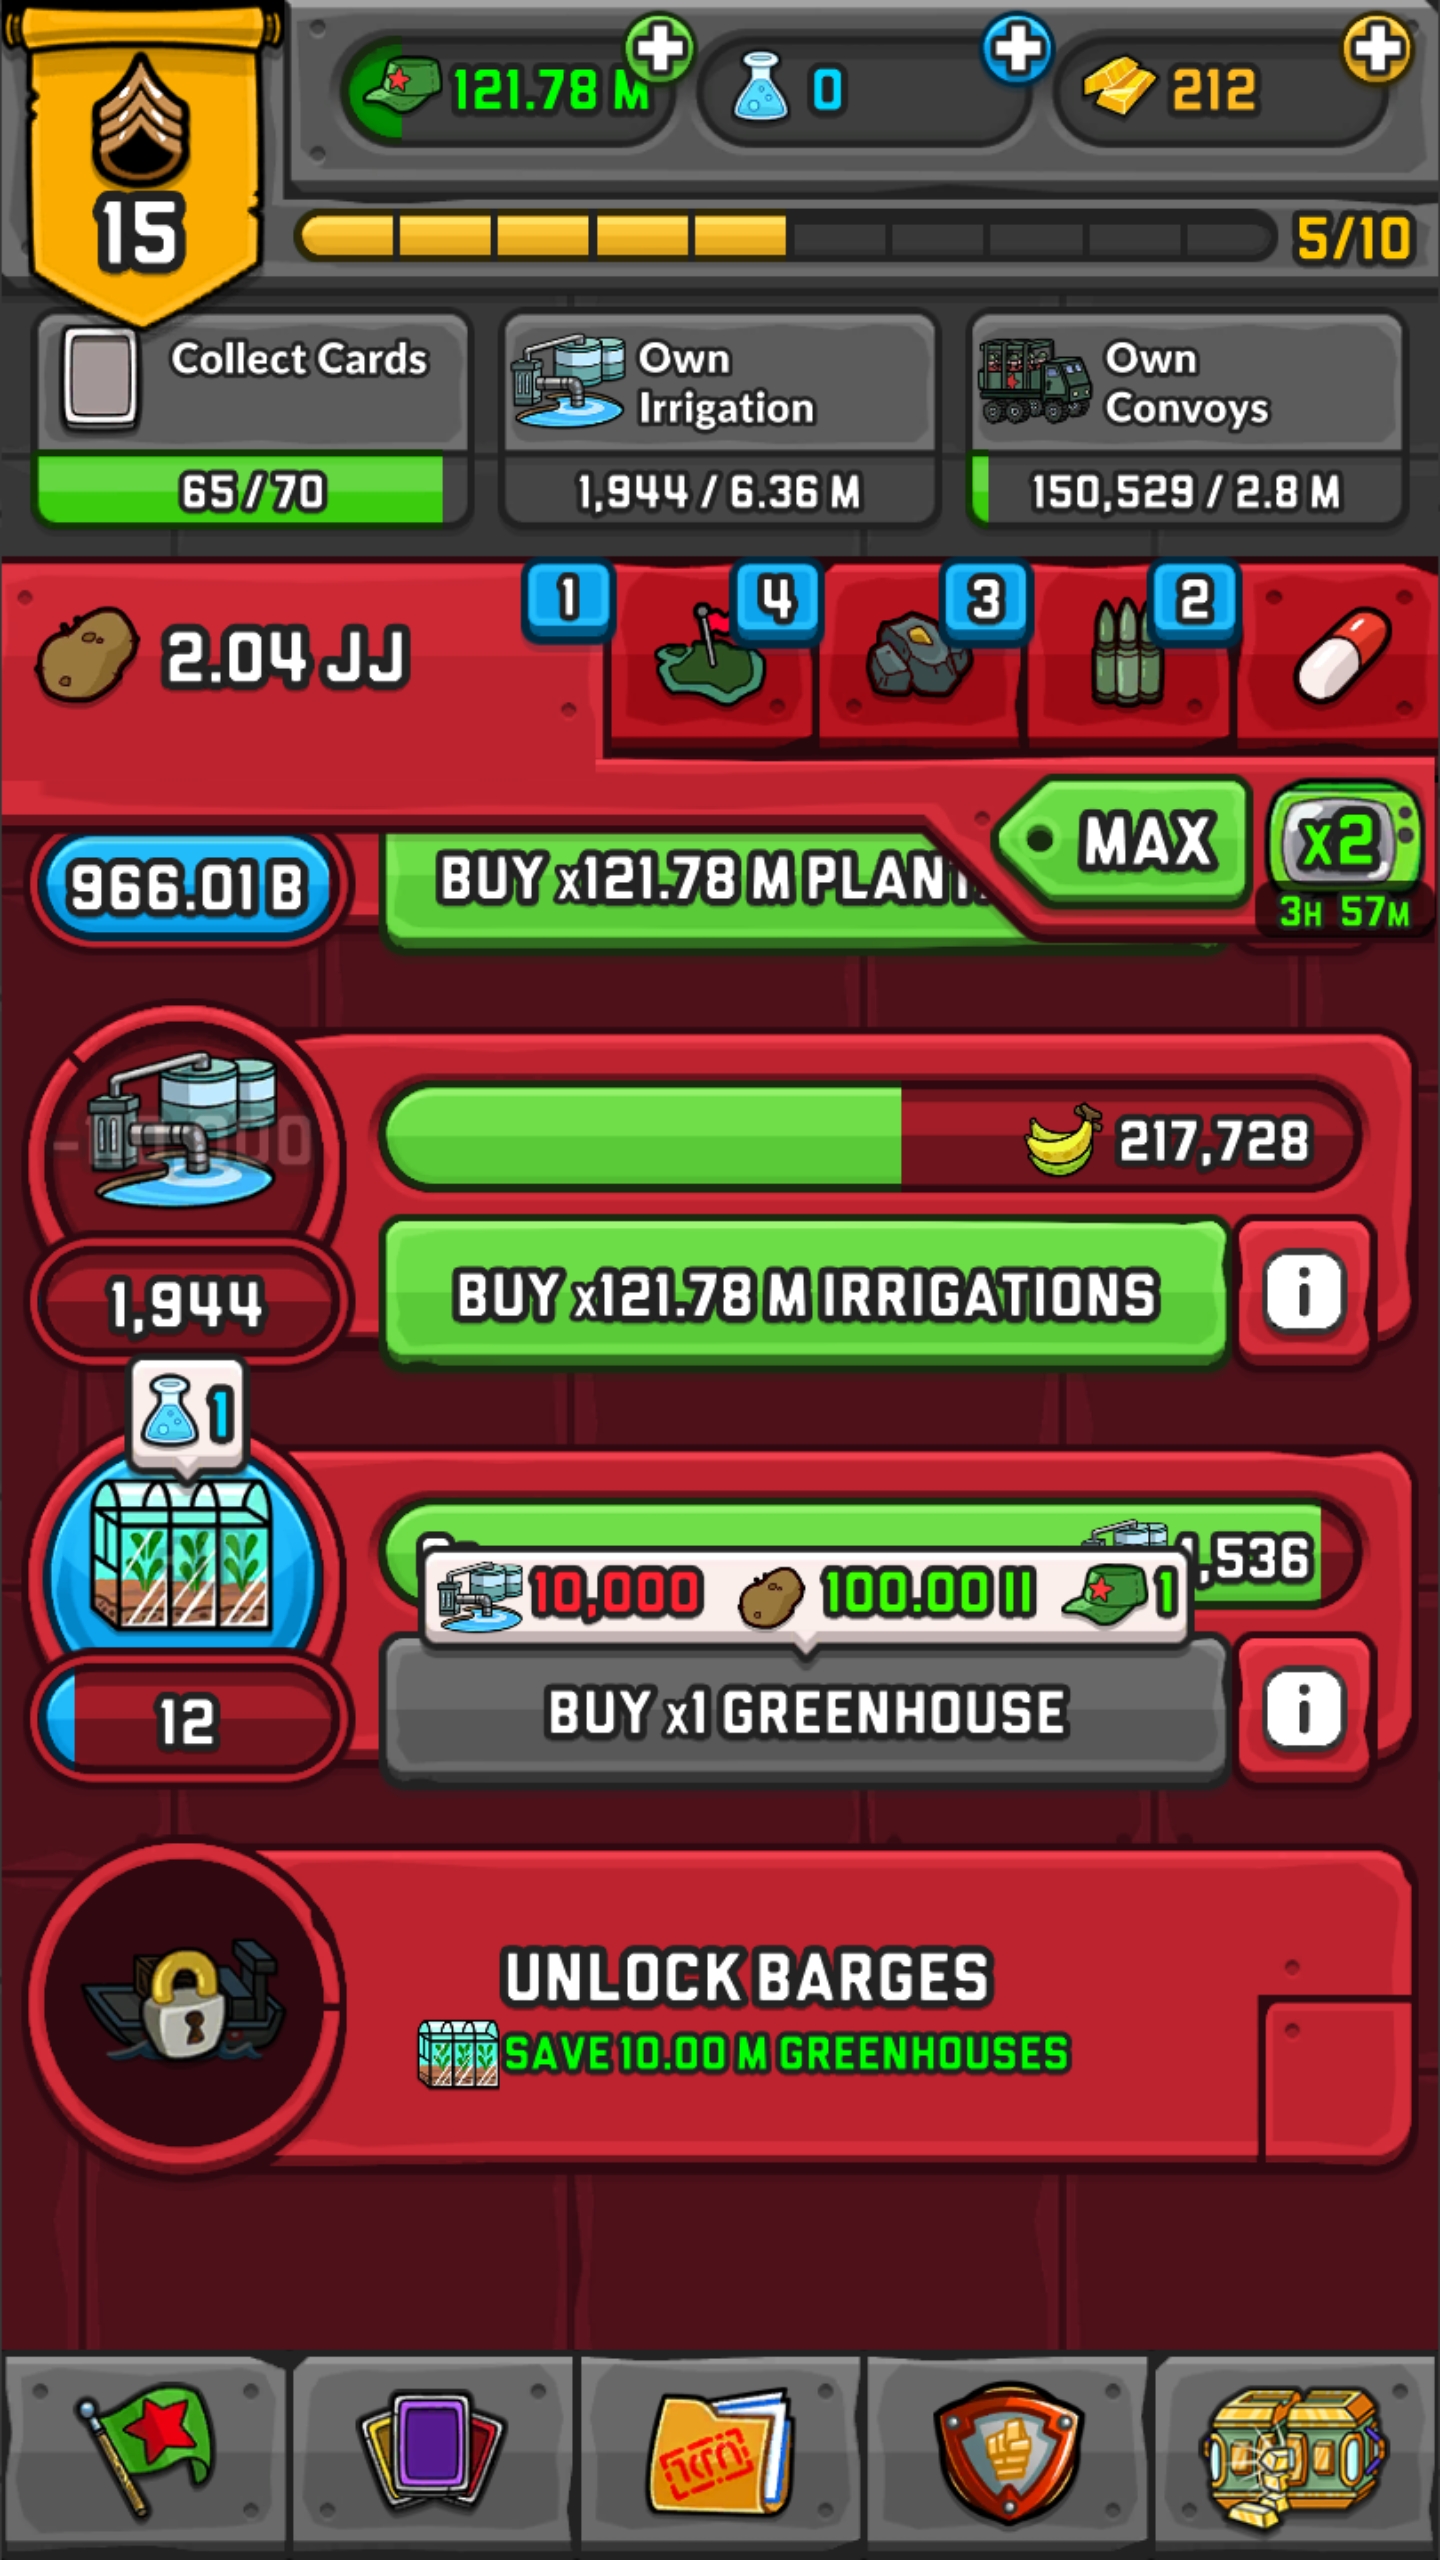 121.78 M
0
212
15
5/10
Collect Cards
65/70
Own
Irrigation
1,944 / 6.36 M
Own
Convoys
150,529 / 2.8 M
2.04 JJ
1
4
3
2
MAX
x2
3H 57M
966.01 B
BUY x121.78 M
217,728
1,944
BUY x121.78 M IRRIGATIONS
1
,536
10,000
100.00 II
1
12
BUY x1 GREENHOUSE
UNLOCK BARGES
SAVE 10.00 M GREENHOUSES